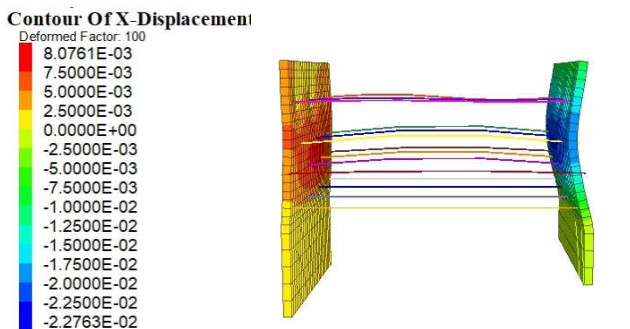 Contour Of X-Displacement
Deformed Factor: 100
8.0761E-03
7.5000E-03
5.0000E-03
2.5000E-03
0.0000E+00
-2.5000E-03
-5.0000E-03
-7.5000E-03
-1.0000E-02
-1.2500E-02
-1.5000E-02
-1.7500E-02
-2.0000E-02
-2.2500E-02
-2.2763E-02